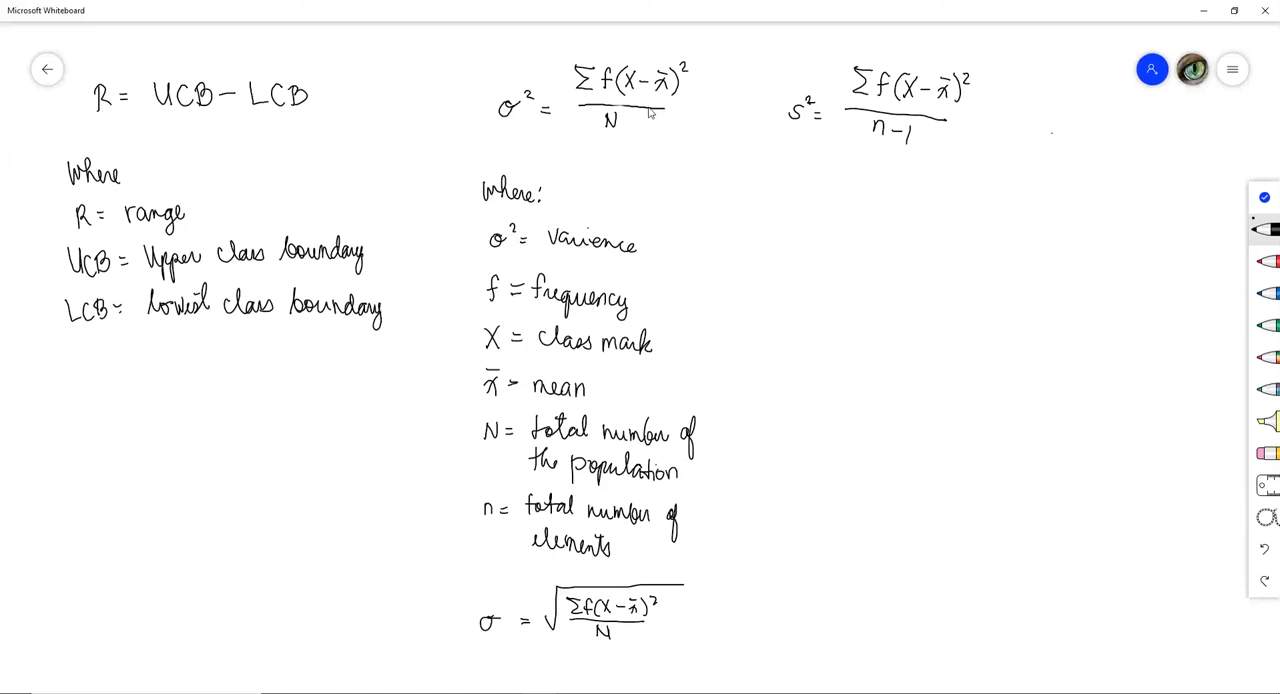 Microsoft Whiteboard
R = UCB - LCB
where
R = range
UCB = Upper class boundary
LCB = lowest class boundary
σ² = Σf(X - x̄)² / N
where:
σ² = varience
f = frequency
X = class mark
x̄ = mean
N = total number of
the population
n = total number of
elements
σ = √(Σf(X - x̄)² / N)
s² = Σf(X - x̄)² / n - 1